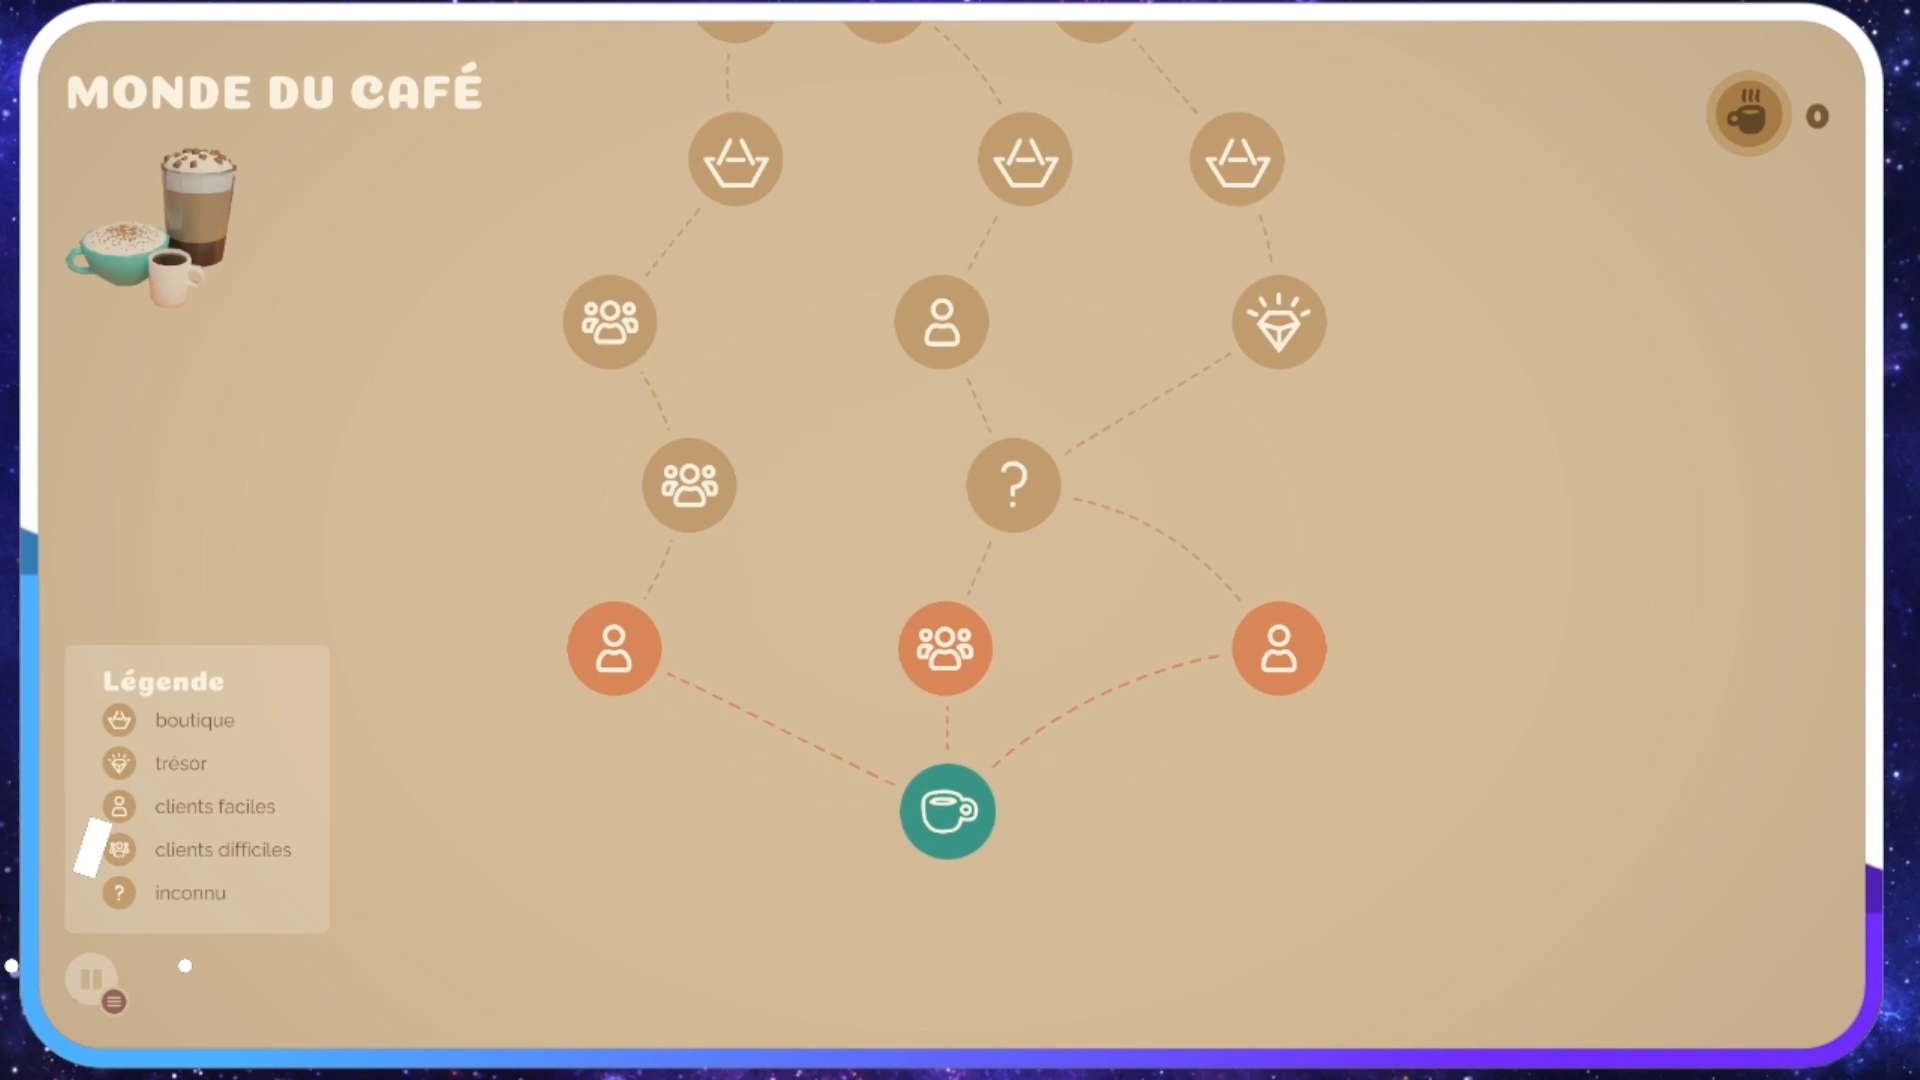 MONDE DU CAFÉ
0
?
Légende
boutique
trésor
clients faciles
clients difficiles
? inconnu